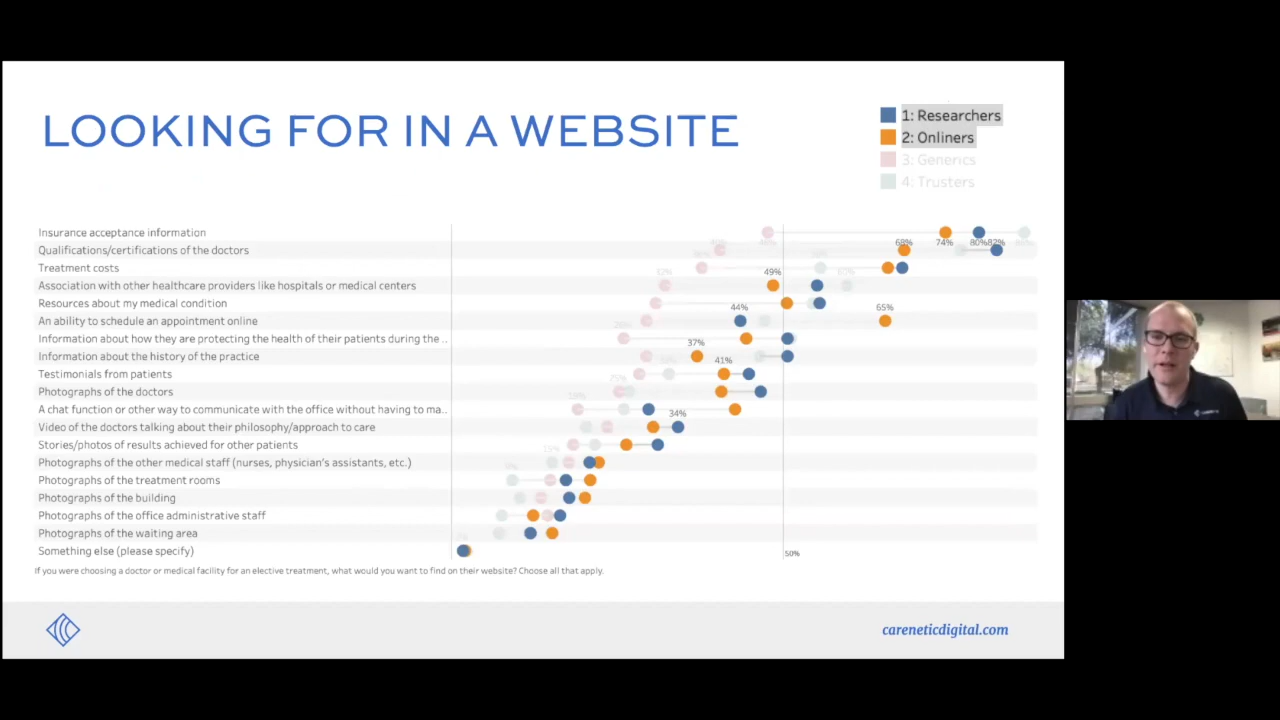 LOOKING FOR IN A WEBSITE
1: Researchers
2: Onliners
3: Generics
4: Trusters
Insurance acceptance information
74% 80% 82%
Qualifications/certifications of the doctors
68%
Treatment costs
Association with other healthcare providers like hospitals or medical centers
49%
Resources about my medical condition
An ability to schedule an appointment online
44% 65%
Information about how they are protecting the health of their patients during the ..
Information about the history of the practice
37%
Testimonials from patients
41%
Photographs of the doctors
A chat function or other way to communicate with the office without having to ma..
Video of the doctors talking about their philosophy/approach to care
34%
Stories/photos of results achieved for other patients
Photographs of the other medical staff (nurses, physician's assistants, etc.)
Photographs of the treatment rooms
Photographs of the building
Photographs of the office administrative staff
Photographs of the waiting area
Something else (please specify)
50%
If you were choosing a doctor or medical facility for an elective treatment, what would you want to find on their website? Choose all that apply.
careneticdigital.com